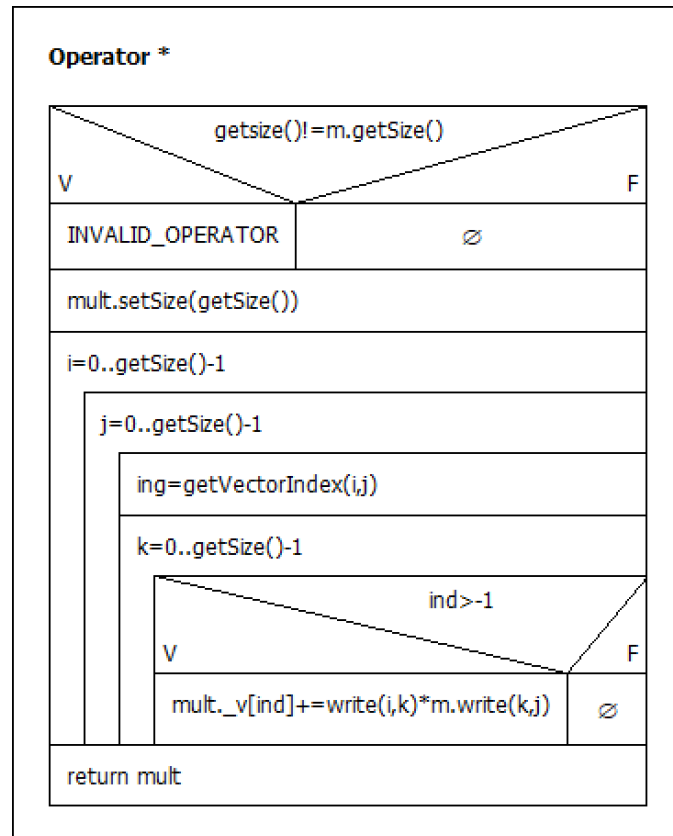 Operator *
getsize()!=m.getSize()
V
F
INVALID_OPERATOR
∅
mult.setSize(getSize())
i=0..getSize()-1
j=0..getSize()-1
ing=getVectorIndex(i,j)
k=0..getSize()-1
ind>-1
V
F
mult._v[ind]+=write(i,k)*m.write(k,j)
∅
return mult